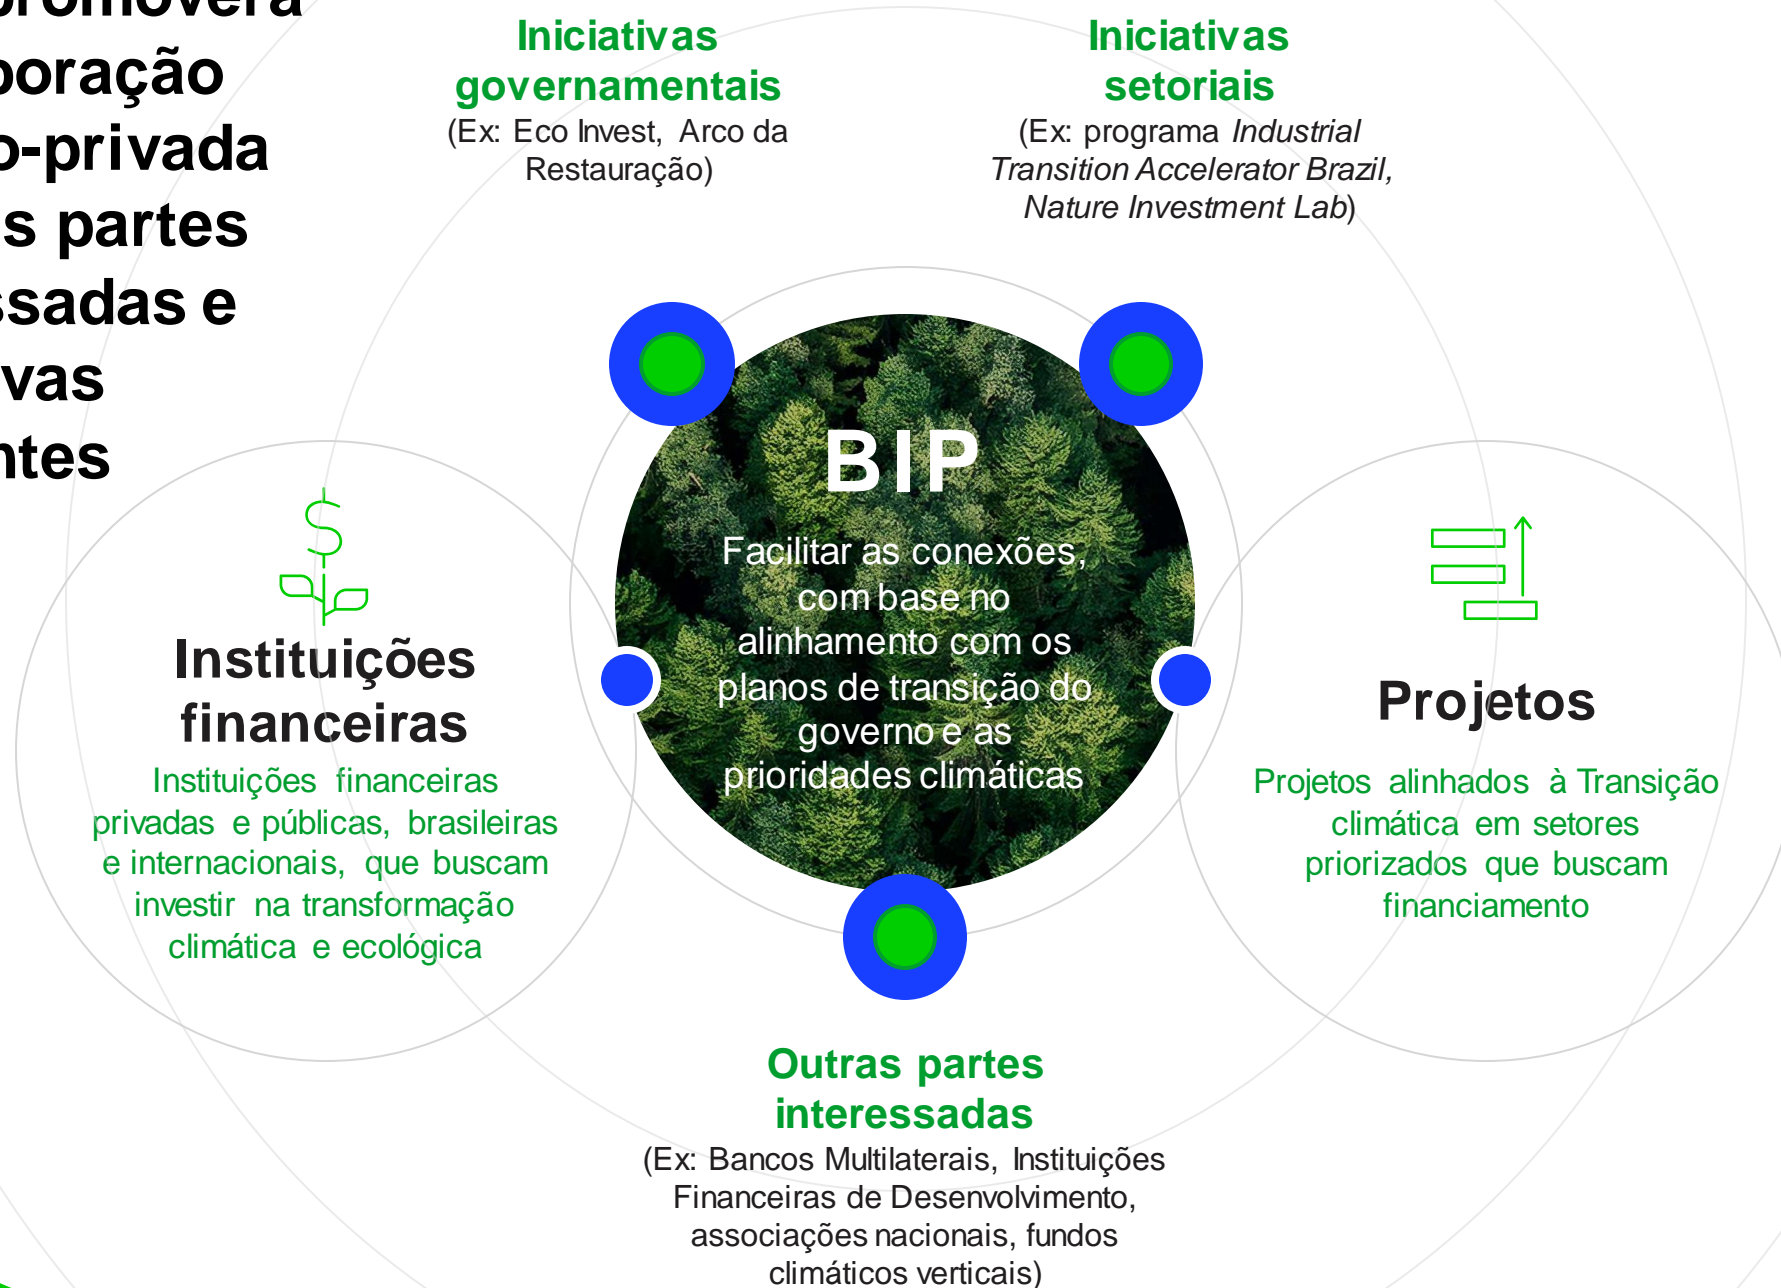 promoverá
boração
o-privada
s partes
ssadas e
vas
ntes
Iniciativas
governamentais
(Ex: Eco Invest, Arco da
Restauração)
Iniciativas
setoriais
(Ex: programa Industrial
Transition Accelerator Brazil,
Nature Investment Lab)
BIP
Facilitar as conexões,
com base no
alinhamento com os
planos de transição do
governo e as
prioridades climáticas
Instituições
financeiras
Instituições financeiras
privadas e públicas, brasileiras
e internacionais, que buscam
investir na transformação
climática e ecológica
Projetos
Projetos alinhados à Transição
climática em setores
priorizados que buscam
financiamento
Outras partes
interessadas
(Ex: Bancos Multilaterais, Instituições
Financeiras de Desenvolvimento,
associações nacionais, fundos
climáticos verticais)